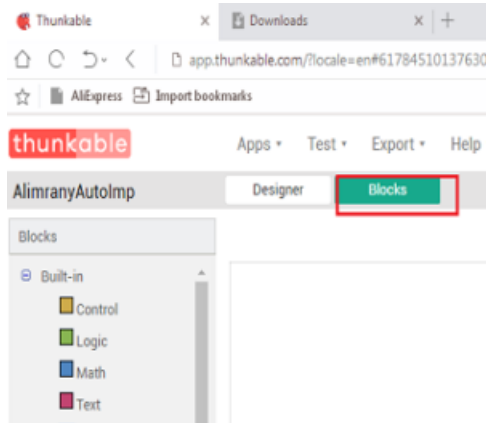 Thunkable × Downloads × +
app.thunkable.com/?locale=en#61784510137630
AliExpress Import bookmarks
thunkable Apps Test Export Help
AlimranyAutoImp Designer Blocks
Blocks
Built-in
Control
Logic
Math
Text